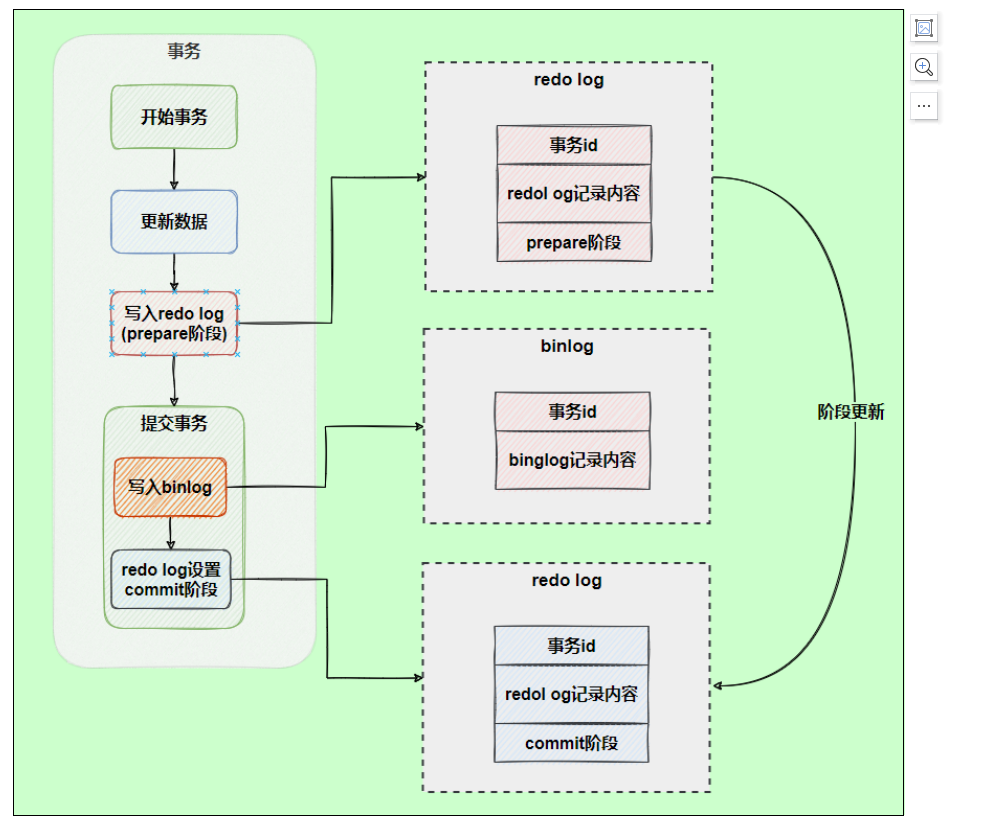 事务
开始事务
更新数据
写入redo log
(prepare阶段)
提交事务
写入binlog
redo log设置
commit阶段
redo log
事务id
redol og记录内容
prepare阶段
binlog
事务id
binglog记录内容
redo log
事务id
redol og记录内容
commit阶段
阶段更新